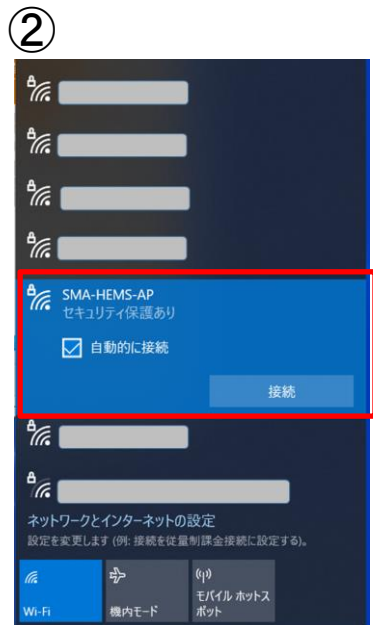 ②
SMA-HEMS-AP
セキュリティ保護あり
自動的に接続
接続
ネットワークとインターネットの設定
設定を変更します (例: 接続を従量制課金接続に設定する)。
Wi-Fi
機内モード
モバイル ホットス
ポット